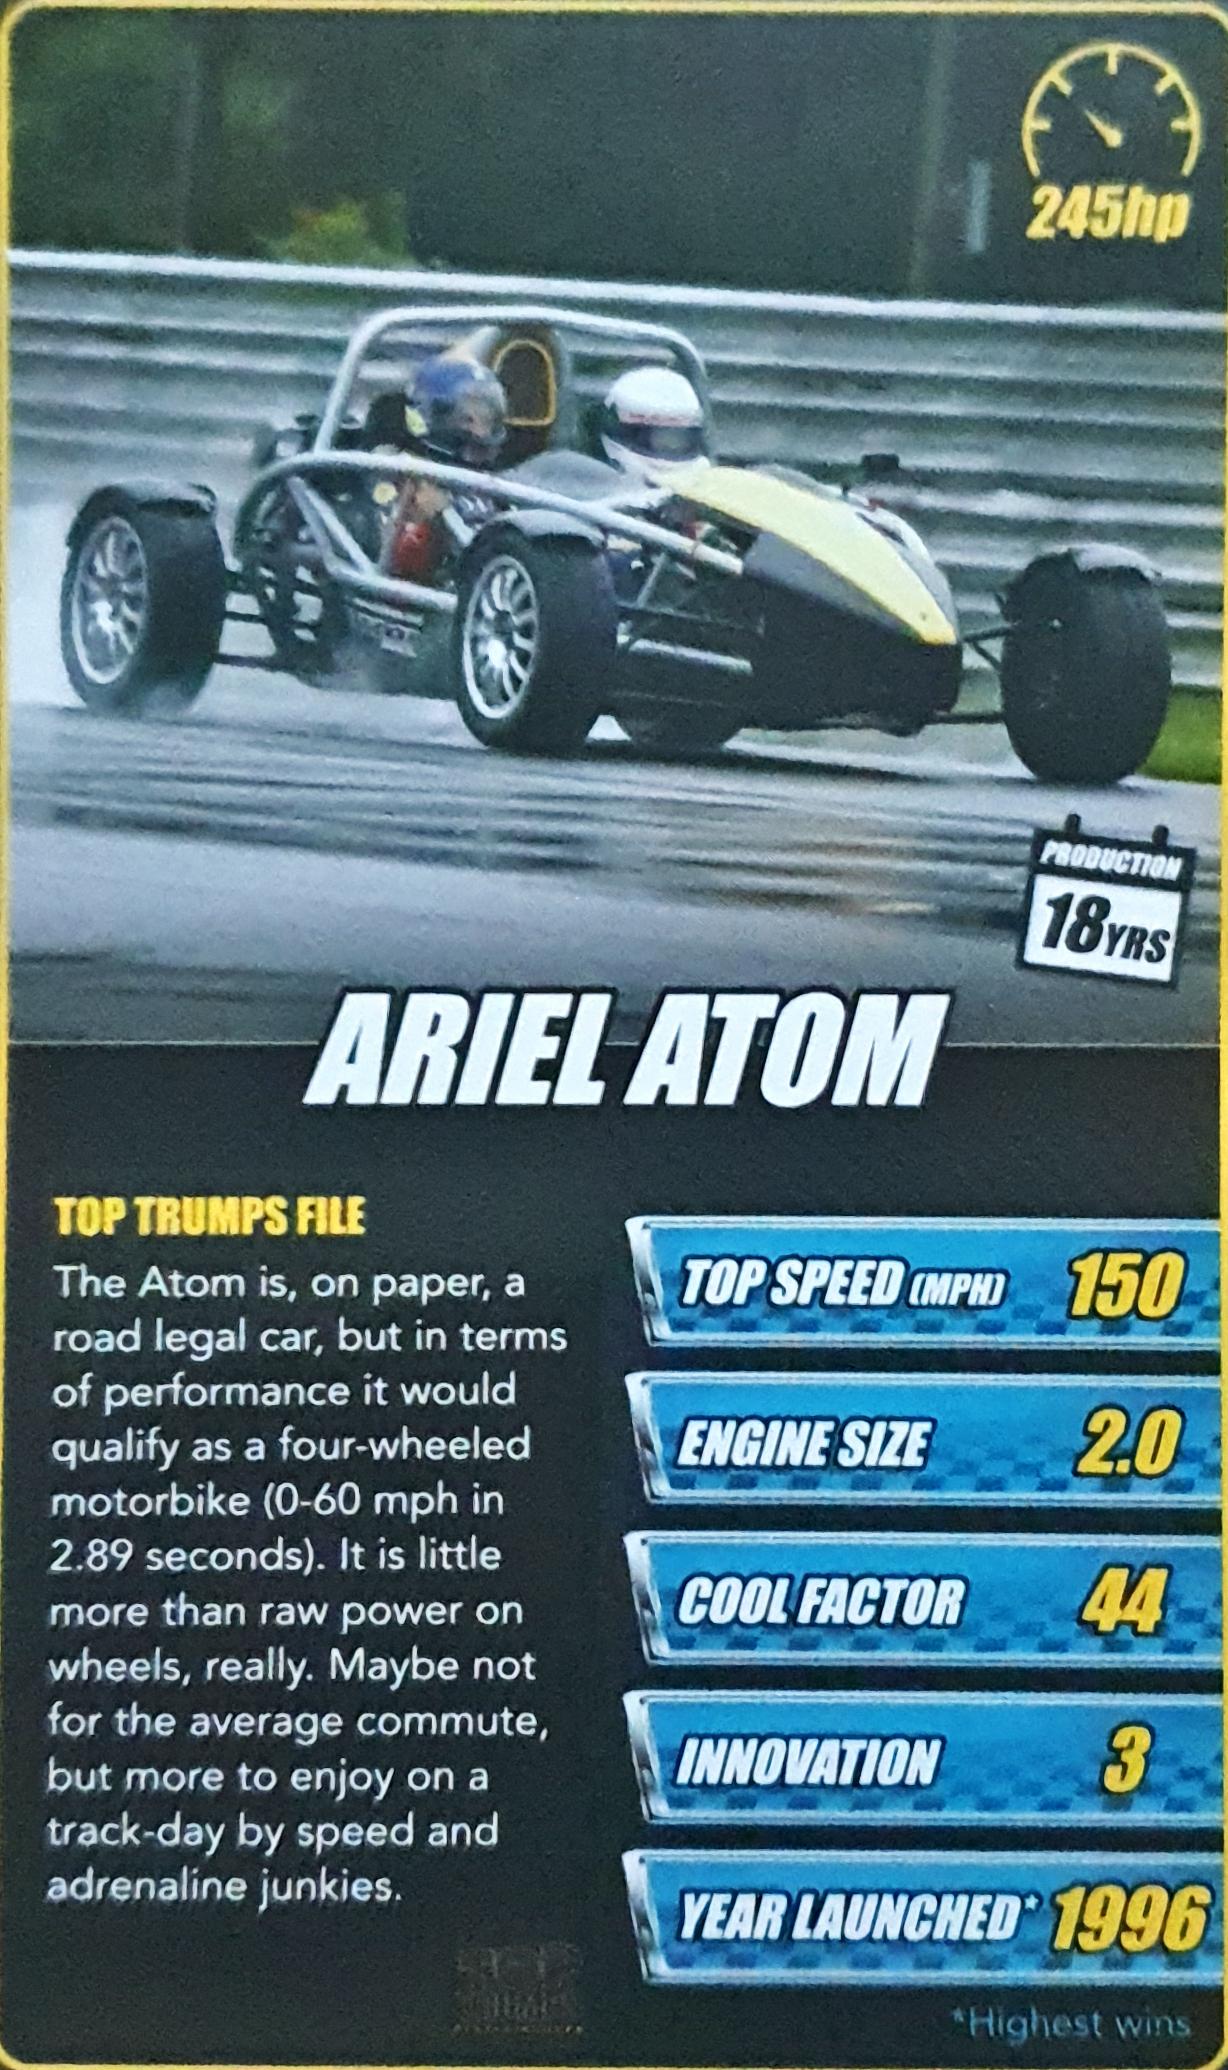 245hp
PRODUCTION
18YRS
ARIEL ATOM
TOP TRUMPS FILE
The Atom is, on paper, a
road legal car, but in terms
of performance it would
qualify as a four-wheeled
motorbike (0-60 mph in
2.89 seconds). It is little
more than raw power on
wheels, really. Maybe not
for the average commute,
but more to enjoy on a
track-day by speed and
adrenaline junkies.
TOP SPEED (MPH) 150
ENGINE SIZE 2.0
COOL FACTOR 44
INNOVATION 3
YEAR LAUNCHED* 1996
*Highest wins